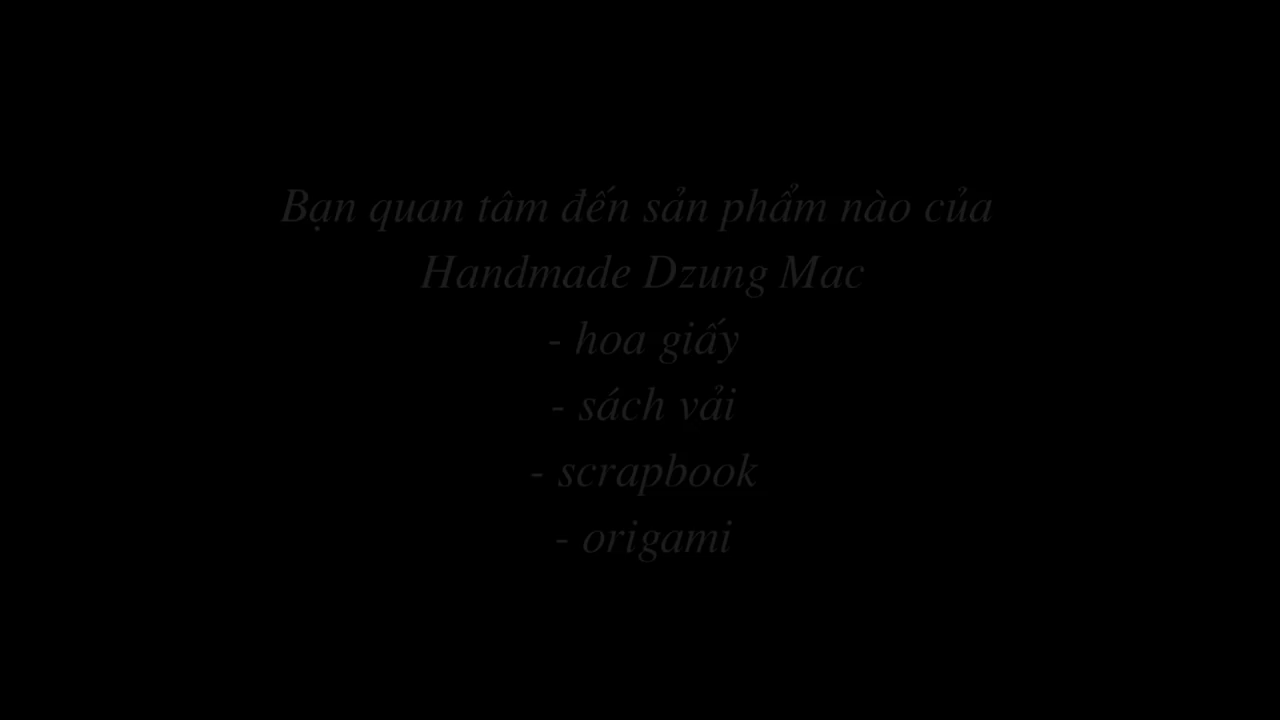 Bạn quan tâm đến sản phẩm nào của
Handmade Dzung Mac
- hoa giấy
- sách vải
- scrapbook
- origami